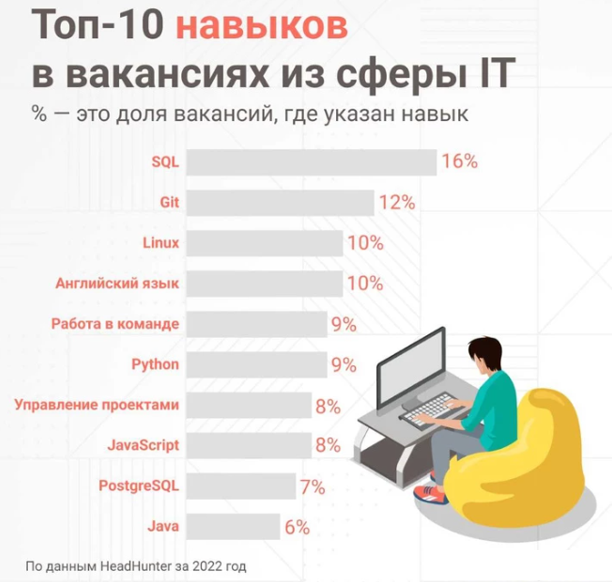 Топ-10 навыков
в вакансиях из сферы IT
% — это доля вакансий, где указан навык
SQL 16%
Git 12%
Linux 10%
Английский язык 10%
Работа в команде 9%
Python 9%
Управление проектами 8%
JavaScript 8%
PostgreSQL 7%
Java 6%
По данным HeadHunter за 2022 год